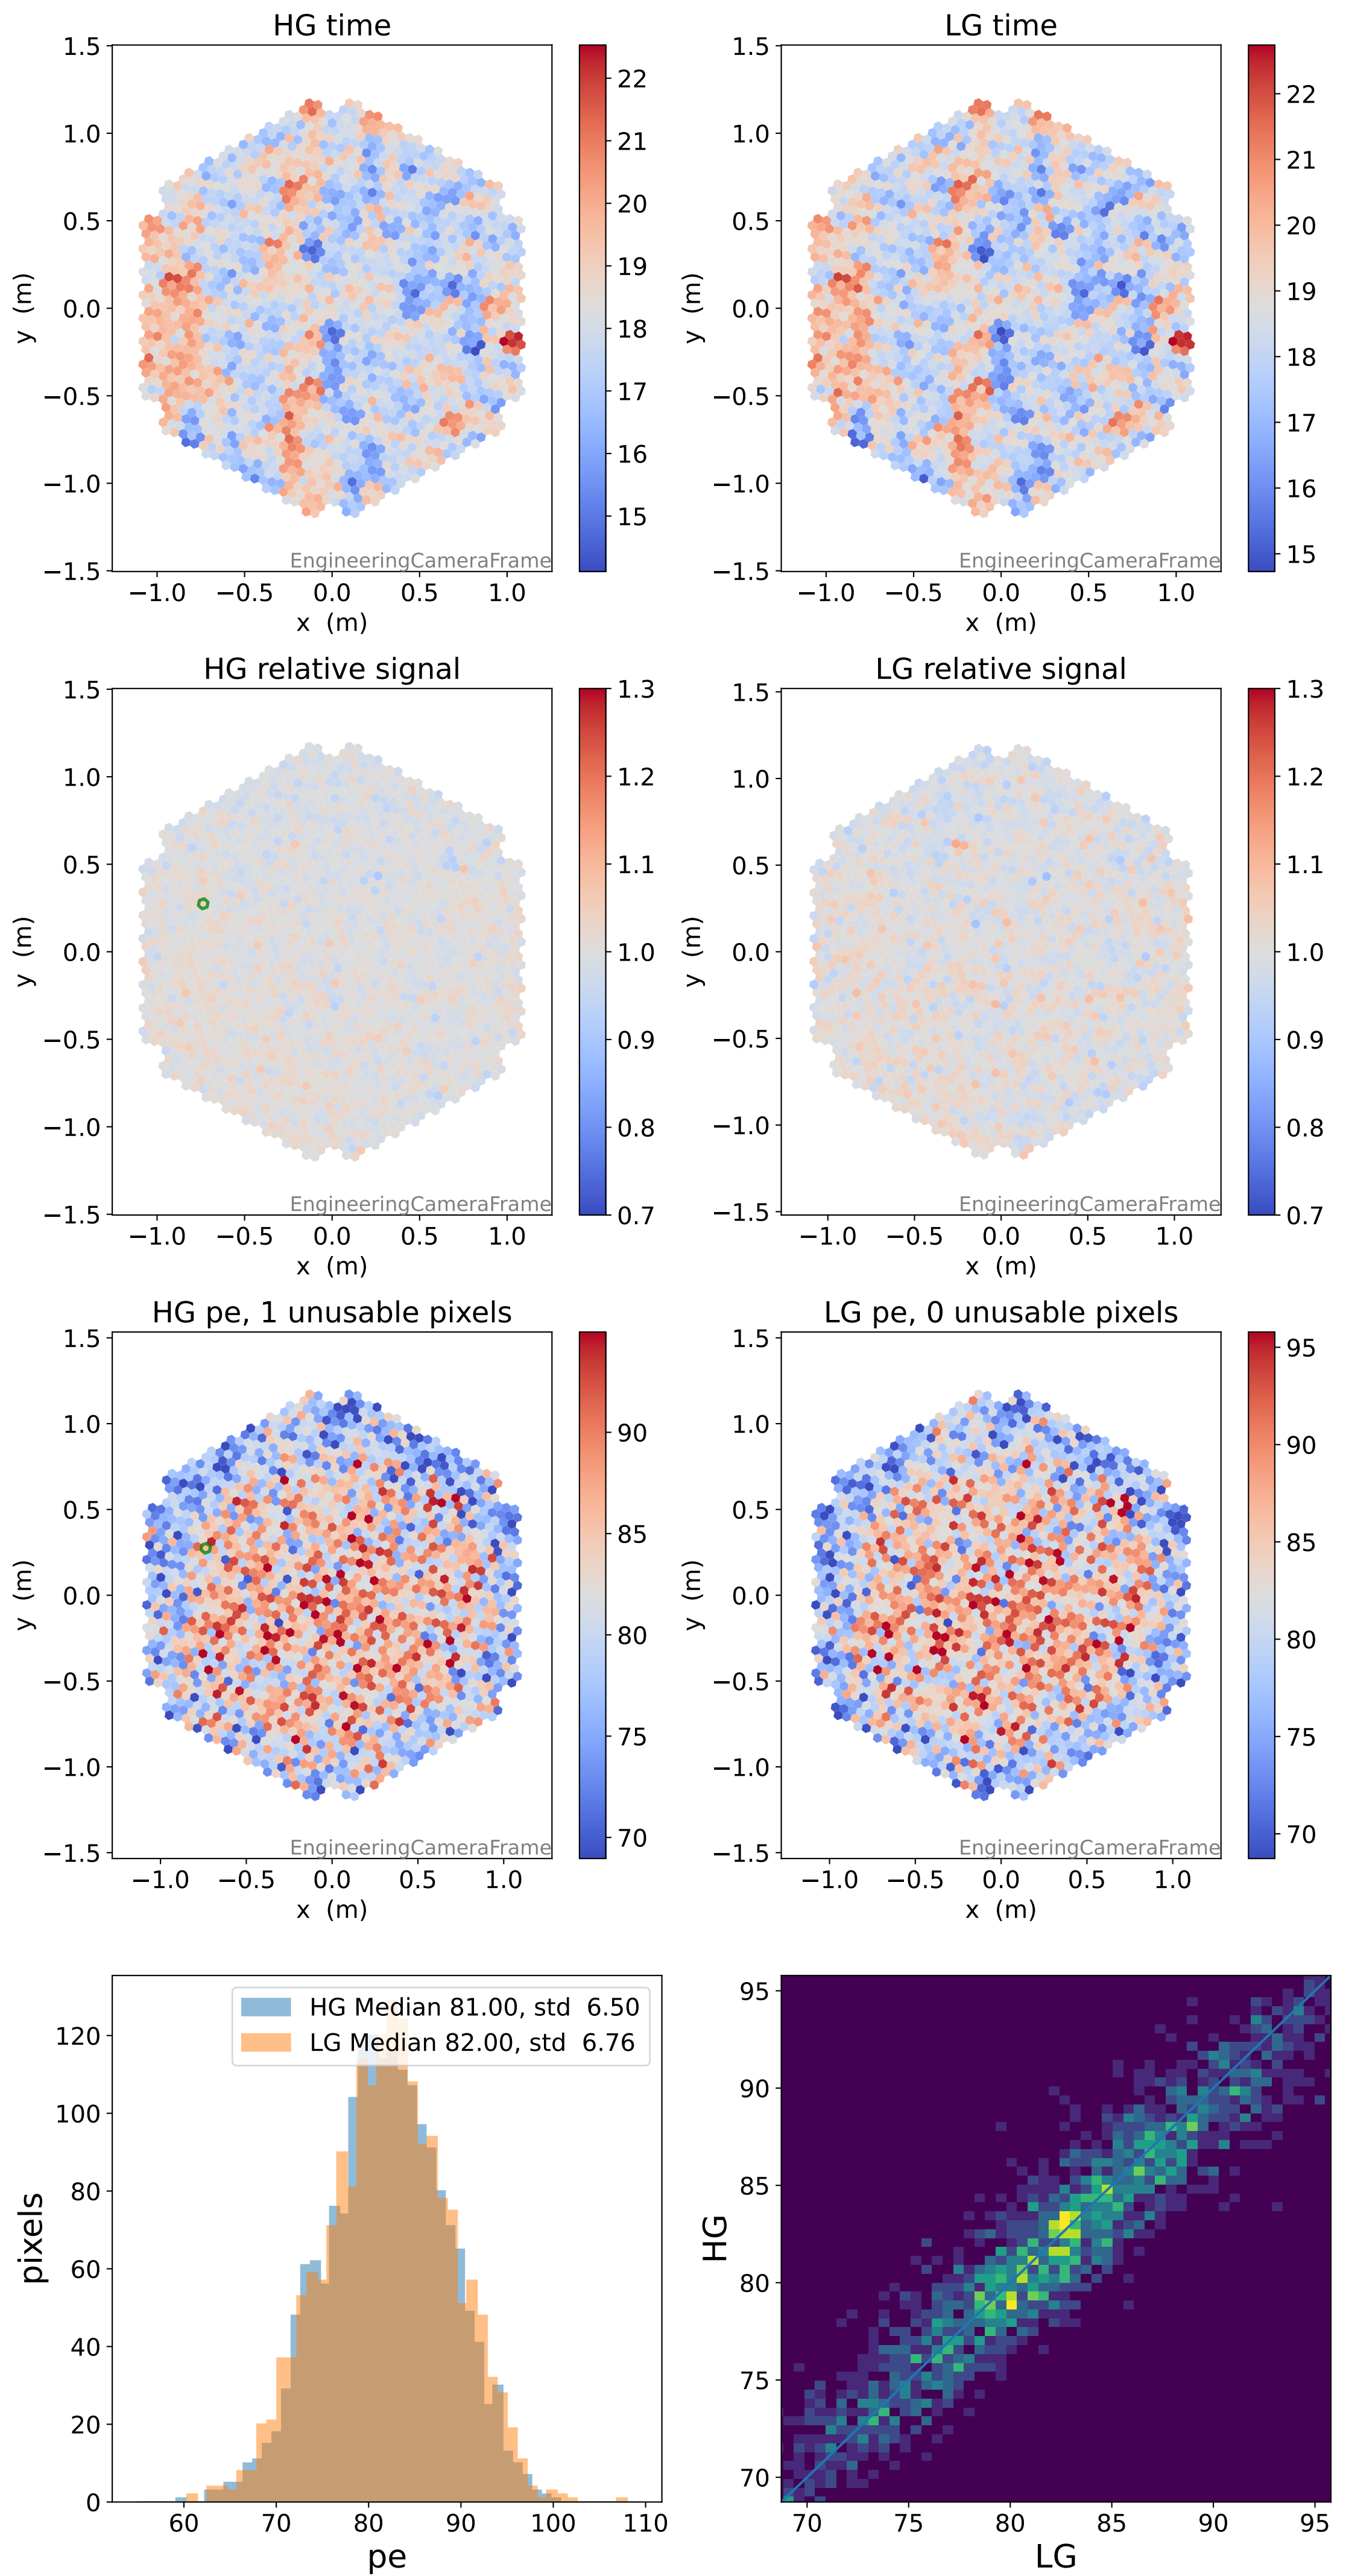 HG time
1.5
1.0
0.5
0.0
−0.5
−1.0
−1.5
y (m)
−1.0 −0.5 0.0 0.5 1.0
x (m)
EngineeringCameraFrame
22
21
20
19
18
17
16
15
LG time
1.5
1.0
0.5
0.0
−0.5
−1.0
−1.5
y (m)
−1.0 −0.5 0.0 0.5 1.0
x (m)
EngineeringCameraFrame
22
21
20
19
18
17
16
15
HG relative signal
1.5
1.0
0.5
0.0
−0.5
−1.0
−1.5
y (m)
−1.0 −0.5 0.0 0.5 1.0
x (m)
EngineeringCameraFrame
1.3
1.2
1.1
1.0
0.9
0.8
0.7
LG relative signal
1.5
1.0
0.5
0.0
−0.5
−1.0
−1.5
y (m)
−1.0 −0.5 0.0 0.5 1.0
x (m)
EngineeringCameraFrame
1.3
1.2
1.1
1.0
0.9
0.8
0.7
HG pe, 1 unusable pixels
1.5
1.0
0.5
0.0
−0.5
−1.0
−1.5
y (m)
−1.0 −0.5 0.0 0.5 1.0
x (m)
EngineeringCameraFrame
90
85
80
75
70
LG pe, 0 unusable pixels
1.5
1.0
0.5
0.0
−0.5
−1.0
−1.5
y (m)
−1.0 −0.5 0.0 0.5 1.0
x (m)
EngineeringCameraFrame
95
90
85
80
75
70
HG Median 81.00, std 6.50
LG Median 82.00, std 6.76
120
100
80
60
40
20
0
pixels
60 70 80 90 100 110
pe
95
90
85
80
75
70
HG
70 75 80 85 90 95
LG